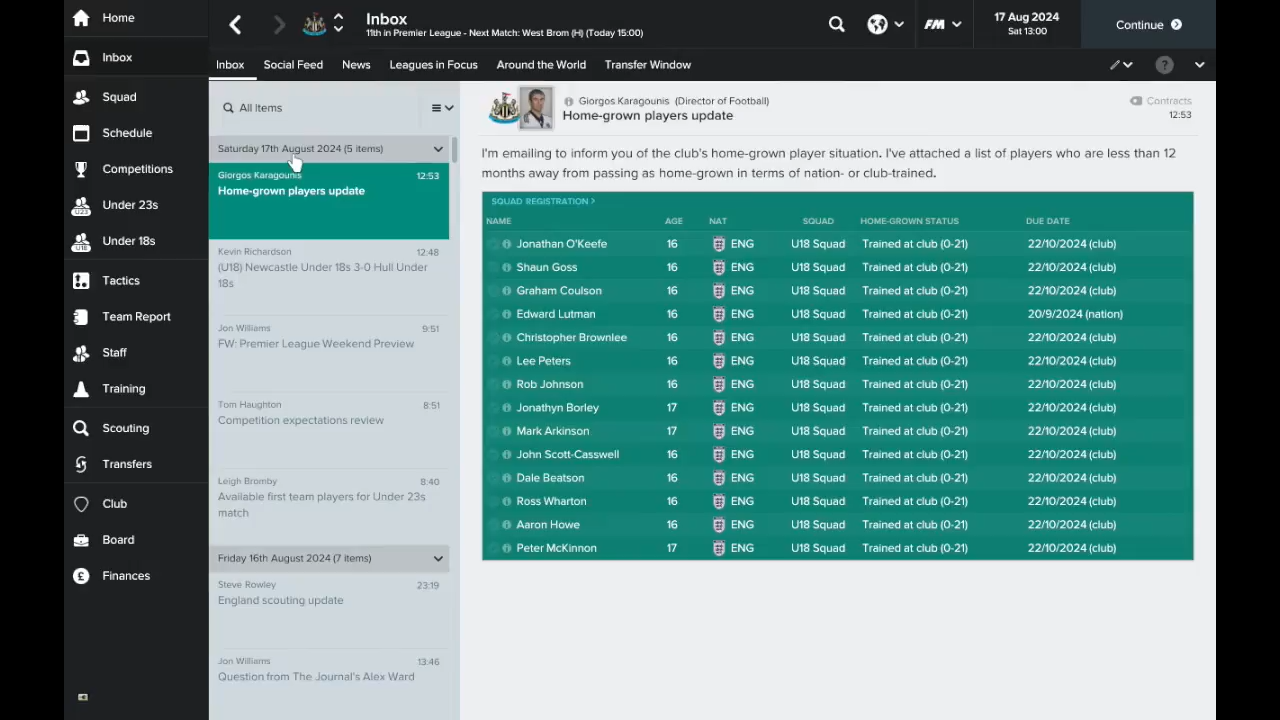 Home
Inbox
Squad
Schedule
Competitions
Under 23s
Under 18s
Tactics
Team Report
Staff
Training
Scouting
Transfers
Club
Board
Finances
Inbox
11th in Premier League - Next Match: West Brom (H) (Today 15:00)
FM
17 Aug 2024
Sat 13:00
Continue
Inbox Social Feed News Leagues in Focus Around the World Transfer Window
All Items
Saturday 17th August 2024 (5 items)
Giorgos Karagounis 12:53
Home-grown players update
Kevin Richardson 12:48
(U18) Newcastle Under 18s 3-0 Hull Under
18s
Jon Williams 9:51
FW: Premier League Weekend Preview
Tom Haughton 8:51
Competition expectations review
Leigh Bromby 8:40
Available first team players for Under 23s
match
Friday 16th August 2024 (7 items)
Steve Rowley 23:19
England scouting update
Jon Williams 13:46
Question from The Journal's Alex Ward
Giorgos Karagounis (Director of Football) Contracts
Home-grown players update 12:53
I'm emailing to inform you of the club's home-grown player situation. I've attached a list of players who are less than 12
months away from passing as home-grown in terms of nation- or club-trained.
SQUAD REGISTRATION >
NAME AGE NAT SQUAD HOME-GROWN STATUS DUE DATE
Jonathan O'Keefe 16 ENG U18 Squad Trained at club (0-21) 22/10/2024 (club)
Shaun Goss 16 ENG U18 Squad Trained at club (0-21) 22/10/2024 (club)
Graham Coulson 16 ENG U18 Squad Trained at club (0-21) 22/10/2024 (club)
Edward Lutman 16 ENG U18 Squad Trained at club (0-21) 20/9/2024 (nation)
Christopher Brownlee 16 ENG U18 Squad Trained at club (0-21) 22/10/2024 (club)
Lee Peters 16 ENG U18 Squad Trained at club (0-21) 22/10/2024 (club)
Rob Johnson 16 ENG U18 Squad Trained at club (0-21) 22/10/2024 (club)
Jonathyn Borley 17 ENG U18 Squad Trained at club (0-21) 22/10/2024 (club)
Mark Arkinson 17 ENG U18 Squad Trained at club (0-21) 22/10/2024 (club)
John Scott-Casswell 16 ENG U18 Squad Trained at club (0-21) 22/10/2024 (club)
Dale Beatson 16 ENG U18 Squad Trained at club (0-21) 22/10/2024 (club)
Ross Wharton 16 ENG U18 Squad Trained at club (0-21) 22/10/2024 (club)
Aaron Howe 16 ENG U18 Squad Trained at club (0-21) 22/10/2024 (club)
Peter McKinnon 17 ENG U18 Squad Trained at club (0-21) 22/10/2024 (club)